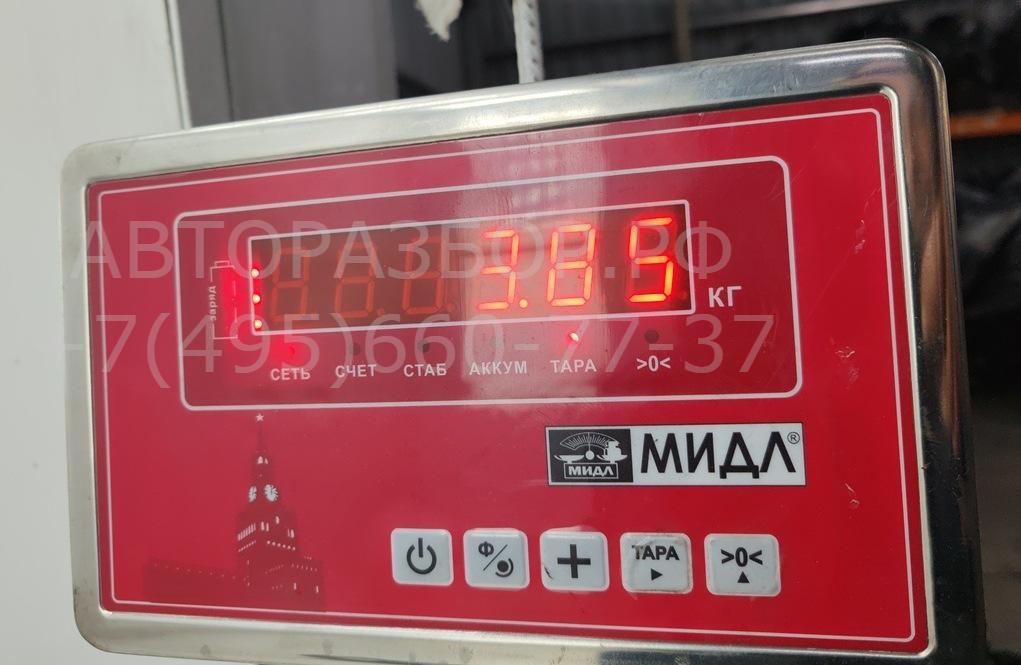 АВТОРАЗБОР.РФ
3.85
КГ
заряд
+7(495)660-77-37
СЕТЬ СЧЕТ СТАБ АККУМ ТАРА >0<
МИДЛ МИДЛ®
Ф ТАРА >0<